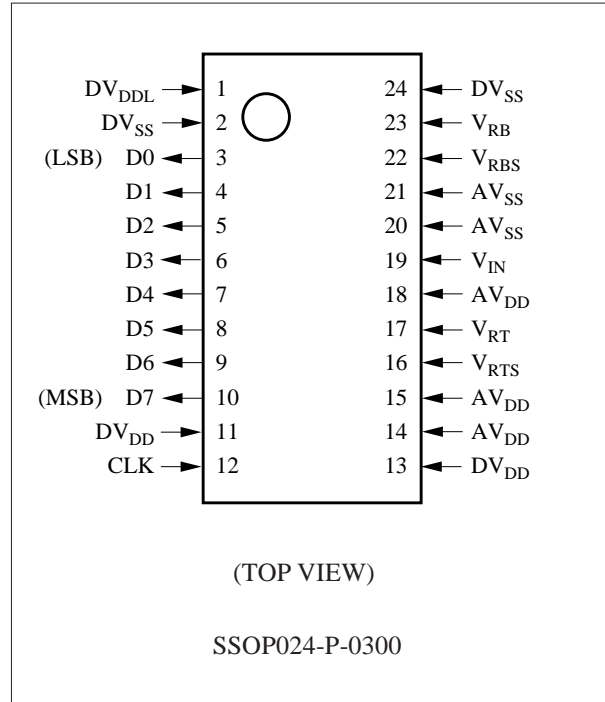 DVDDL 1 24 DVSS
DVSS 2 23 VRB
(LSB) D0 3 22 VRBS
D1 4 21 AVSS
D2 5 20 AVSS
D3 6 19 VIN
D4 7 18 AVDD
D5 8 17 VRT
D6 9 16 VRTS
(MSB) D7 10 15 AVDD
DVDD 11 14 AVDD
CLK 12 13 DVDD
(TOP VIEW)
SSOP024-P-0300